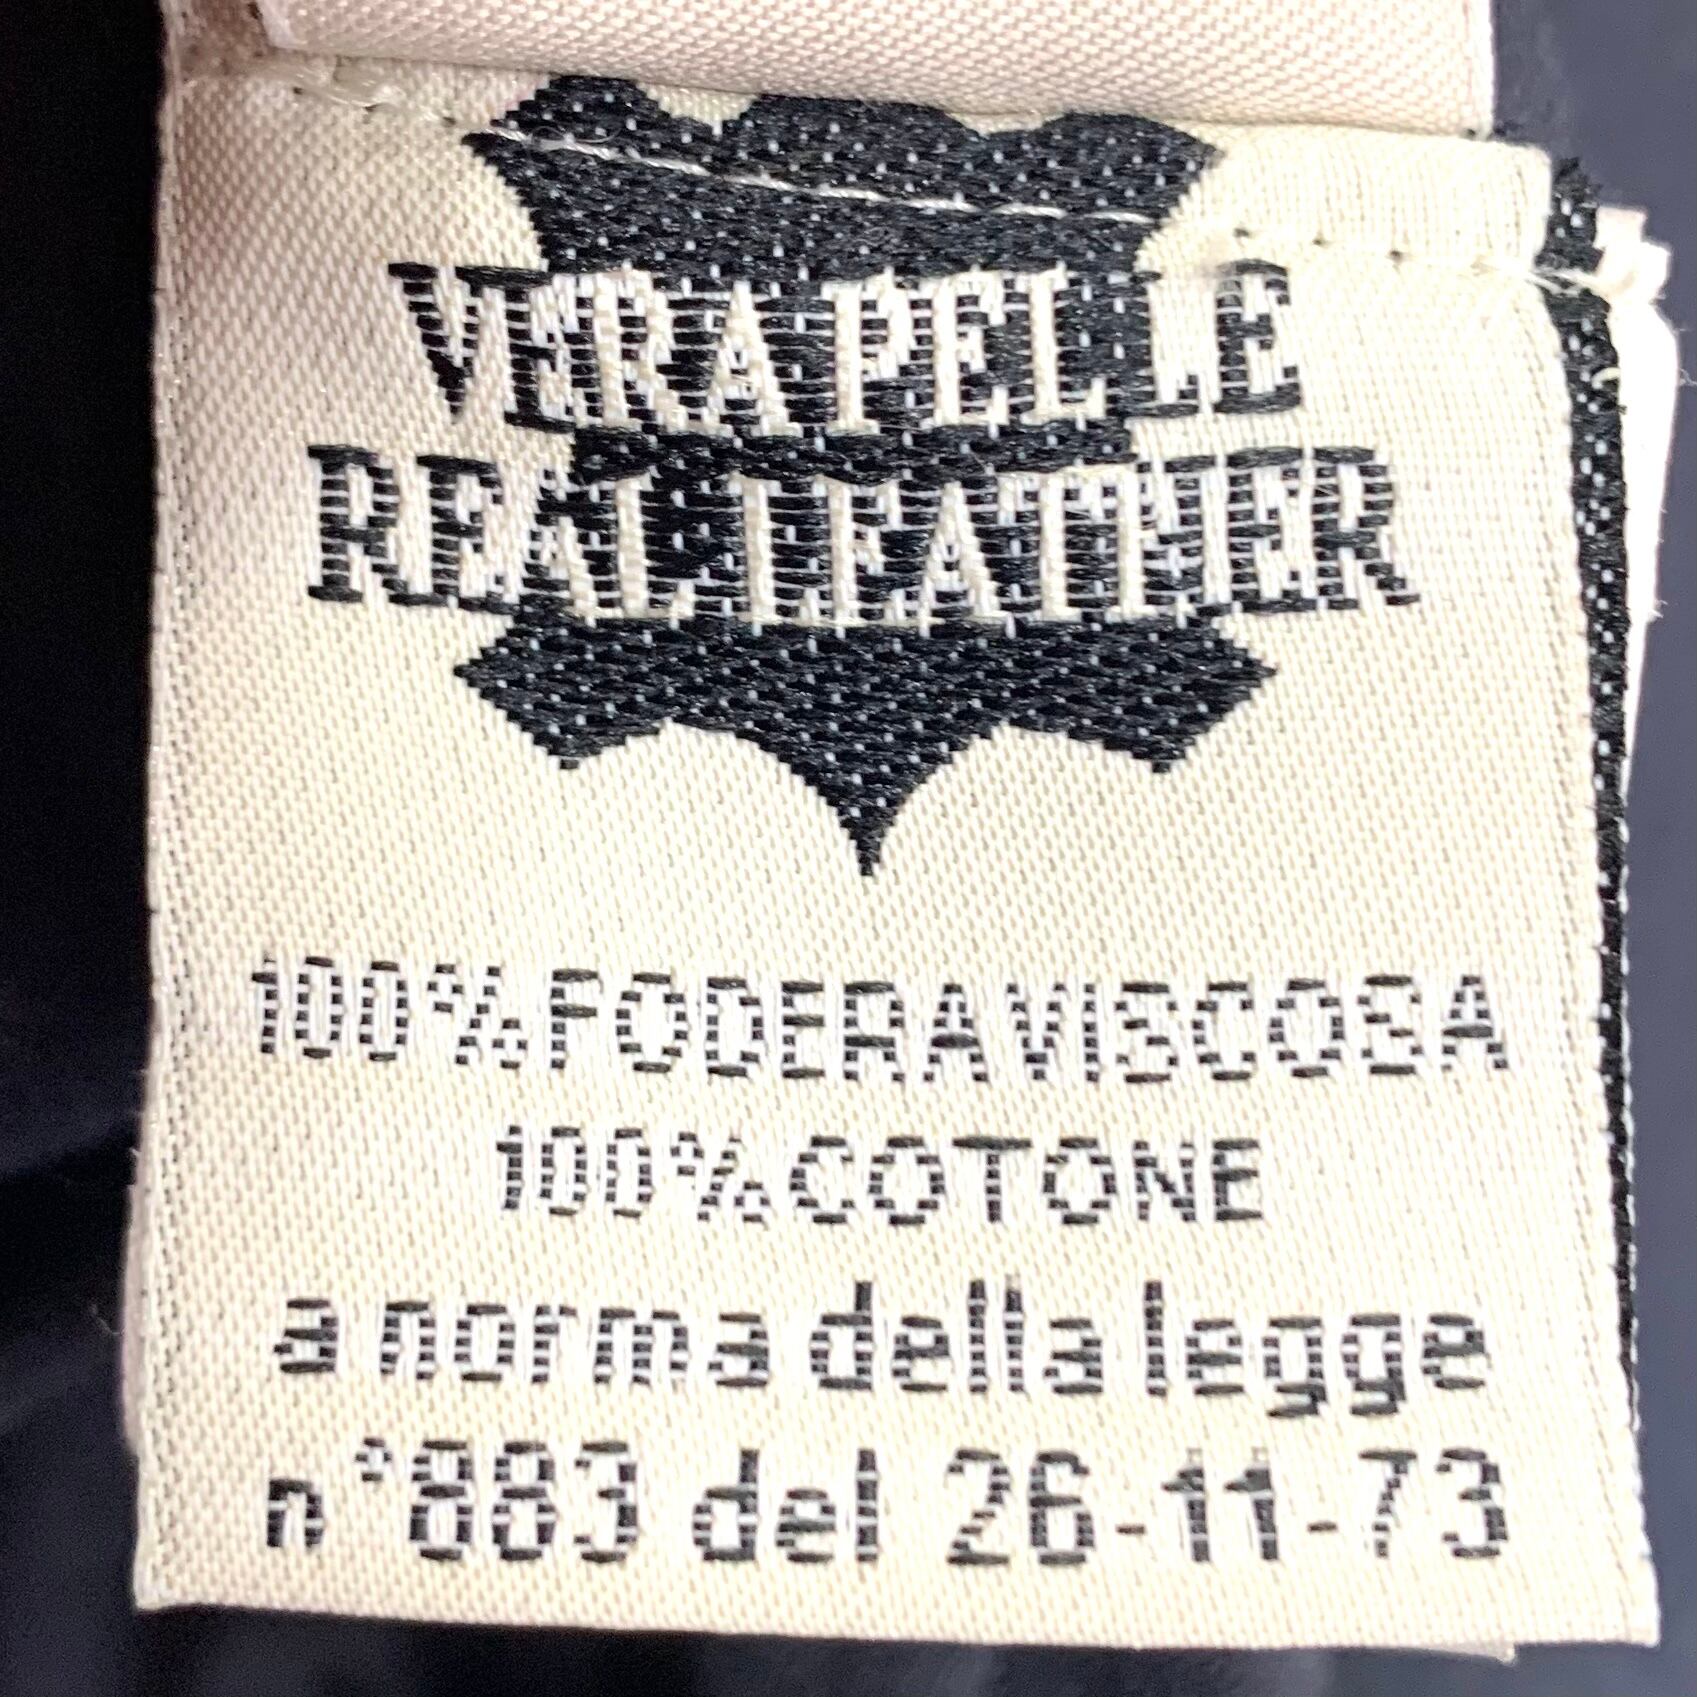 VERA PELLE
REAL LEATHER
100% FODERA VISCOSA
100% COTONE
a norma della legge
n°883 del 26-11-73